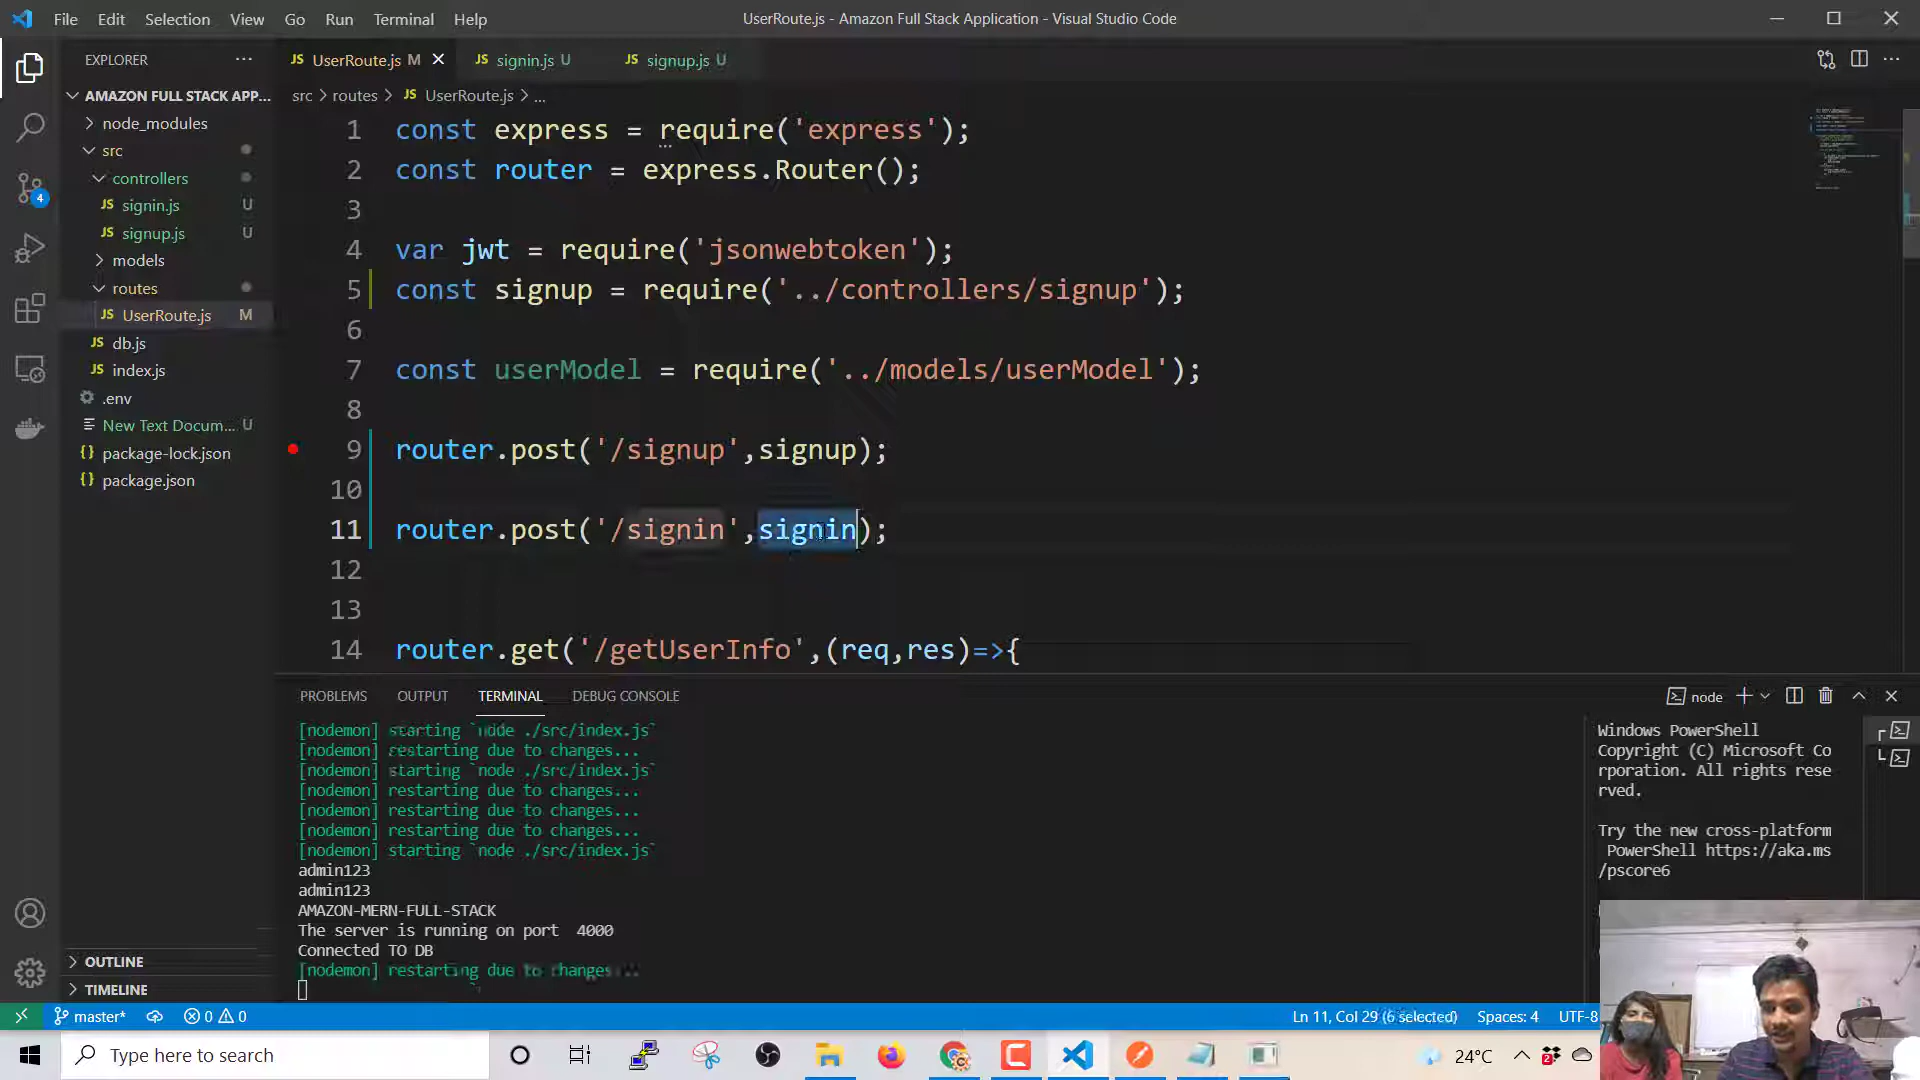 File Edit Selection View Go Run Terminal Help
UserRoute.js - Amazon Full Stack Application - Visual Studio Code
EXPLORER ...
JS UserRoute.js M
JS signin.js U
JS signup.js U
AMAZON FULL STACK APP...
src > routes > JS UserRoute.js > ...
node_modules
src
controllers
JS signin.js U
JS signup.js U
models
routes
JS UserRoute.js M
JS db.js
JS index.js
.env
New Text Docum... U
{} package-lock.json
{} package.json
OUTLINE
TIMELINE
4
1 const express = require('express');
2 const router = express.Router();
3
4 var jwt = require('jsonwebtoken');
5 const signup = require('../controllers/signup');
6
7 const userModel = require('../models/userModel');
8
9 router.post('/signup',signup);
10
11 router.post('/signin',signin);
12
13
14 router.get('/getUserInfo',(req,res)=>{
PROBLEMS OUTPUT TERMINAL DEBUG CONSOLE
node
[nodemon] starting `node ./src/index.js`
[nodemon] restarting due to changes...
[nodemon] starting `node ./src/index.js`
[nodemon] restarting due to changes...
[nodemon] restarting due to changes...
[nodemon] restarting due to changes...
[nodemon] starting `node ./src/index.js`
admin123
admin123
AMAZON-MERN-FULL-STACK
The server is running on port  4000
Connected TO DB
[nodemon] restarting due to changes...
Windows PowerShell
Copyright (C) Microsoft Co
rporation. All rights rese
rved.
Try the new cross-platform
PowerShell https://aka.ms
/pscore6
master* 0 0
Ln 11, Col 29 (6 selected) Spaces: 4 UTF-8
Type here to search
24°C
2